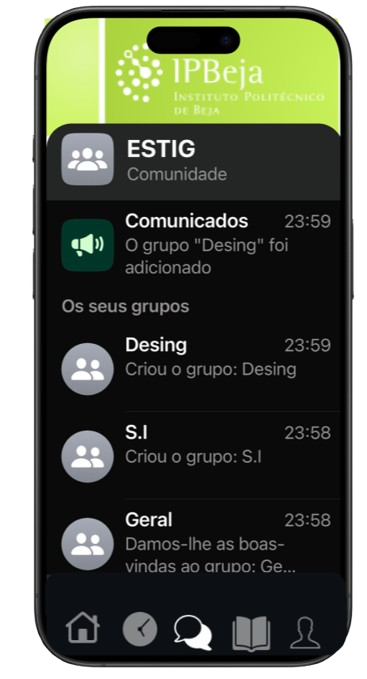 IPBeja
INSTITUTO POLITÉCNICO
DE BEJA
ESTIG
Comunidade
Comunicados 23:59
O grupo "Desing" foi
adicionado
Os seus grupos
Desing 23:59
Criou o grupo: Desing
S.I 23:58
Criou o grupo: S.I
Geral 23:58
Damos-lhe as boas-
vindas ao grupo: Ge...